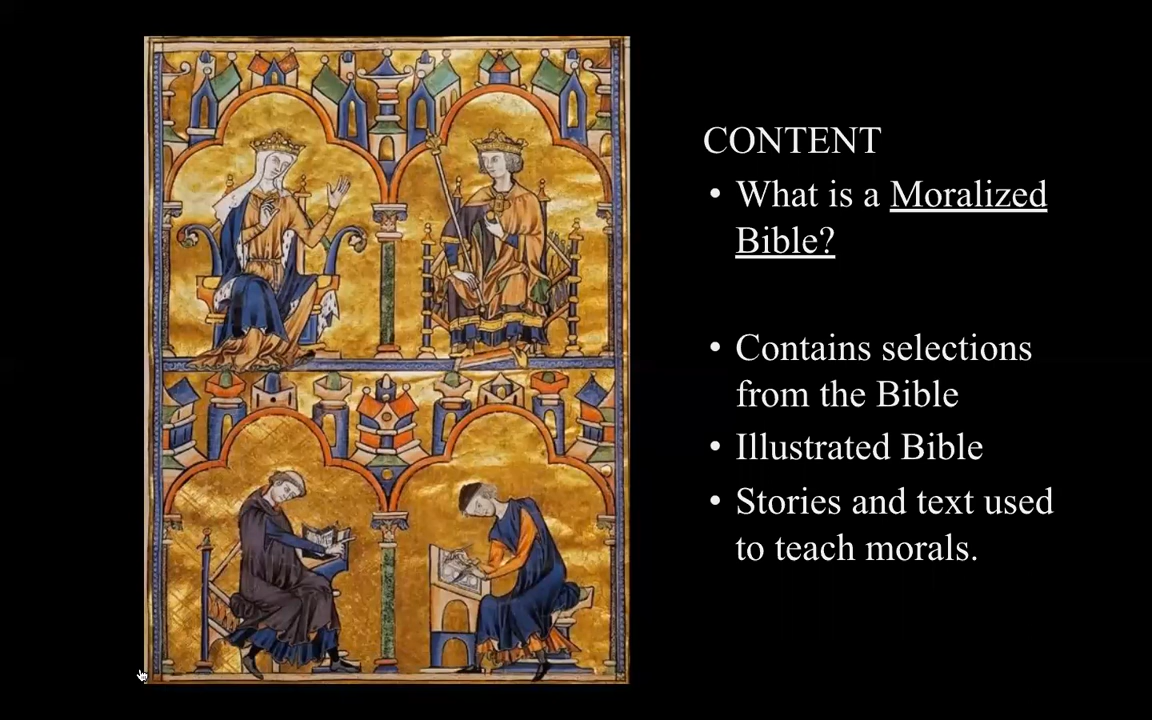 CONTENT
• What is a Moralized
Bible?
• Contains selections
from the Bible
• Illustrated Bible
• Stories and text used
to teach morals.